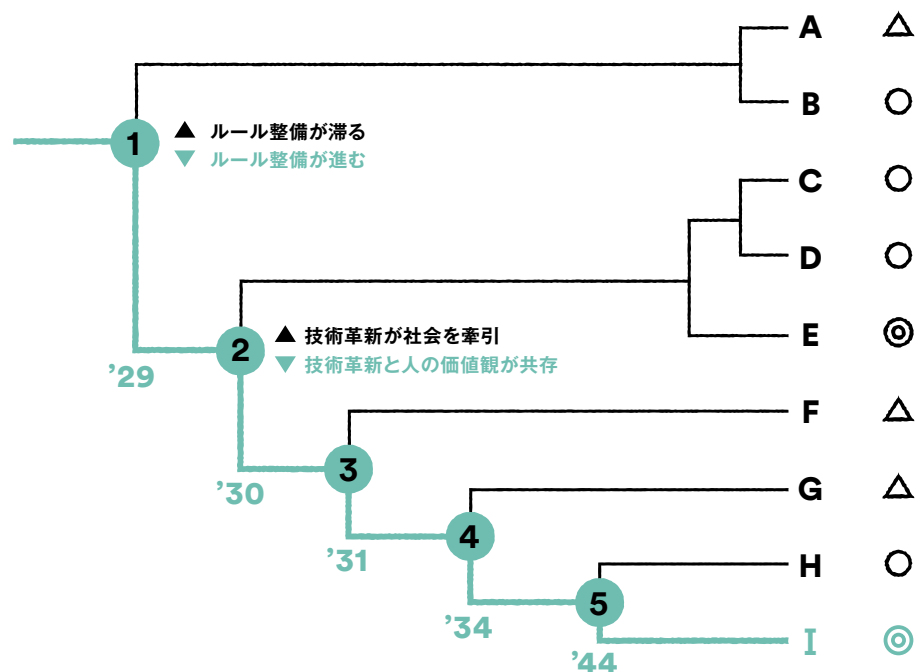 A △
B ○
1
▲ ルール整備が滞る
▼ ルール整備が進む
C ○
D ○
2
▲ 技術革新が社会を牽引
▼ 技術革新と人の価値観が共存
E ◎
’29
F △
3
’30
G △
4
’31
H ○
5
’34
I ◎
’44